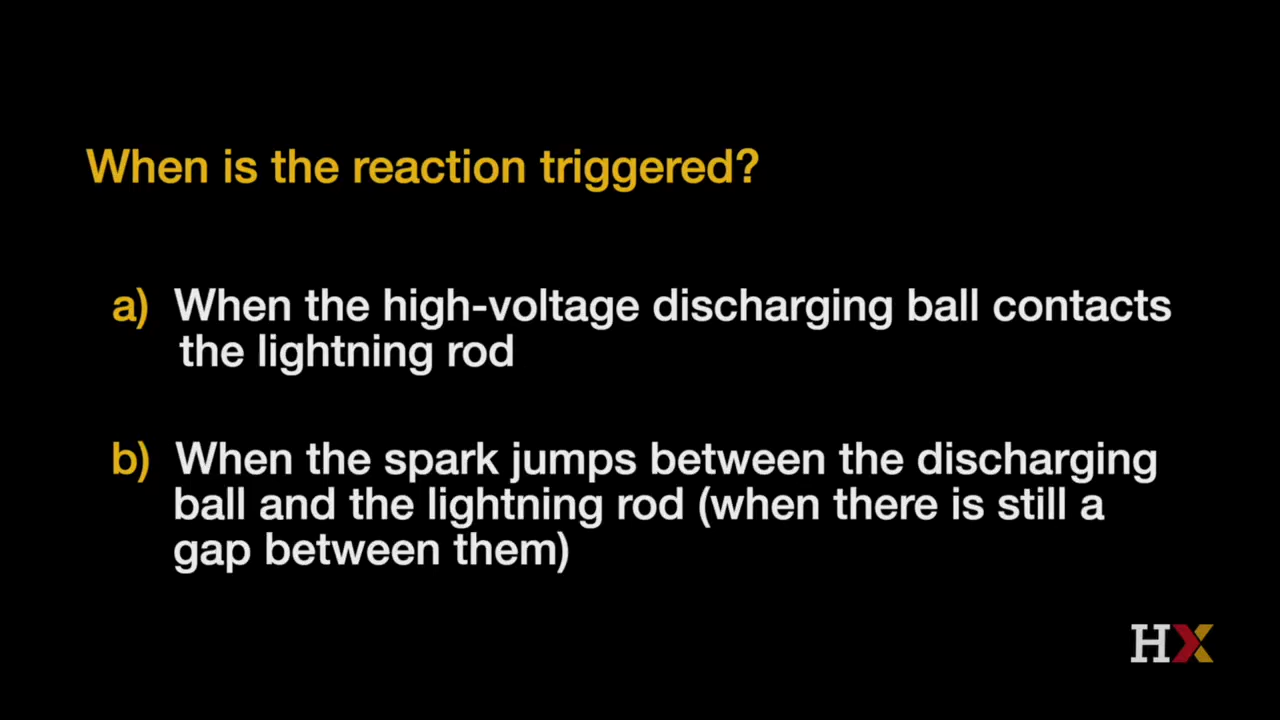 When is the reaction triggered?
a) When the high-voltage discharging ball contacts
the lightning rod
b) When the spark jumps between the discharging
ball and the lightning rod (when there is still a
gap between them)
HX